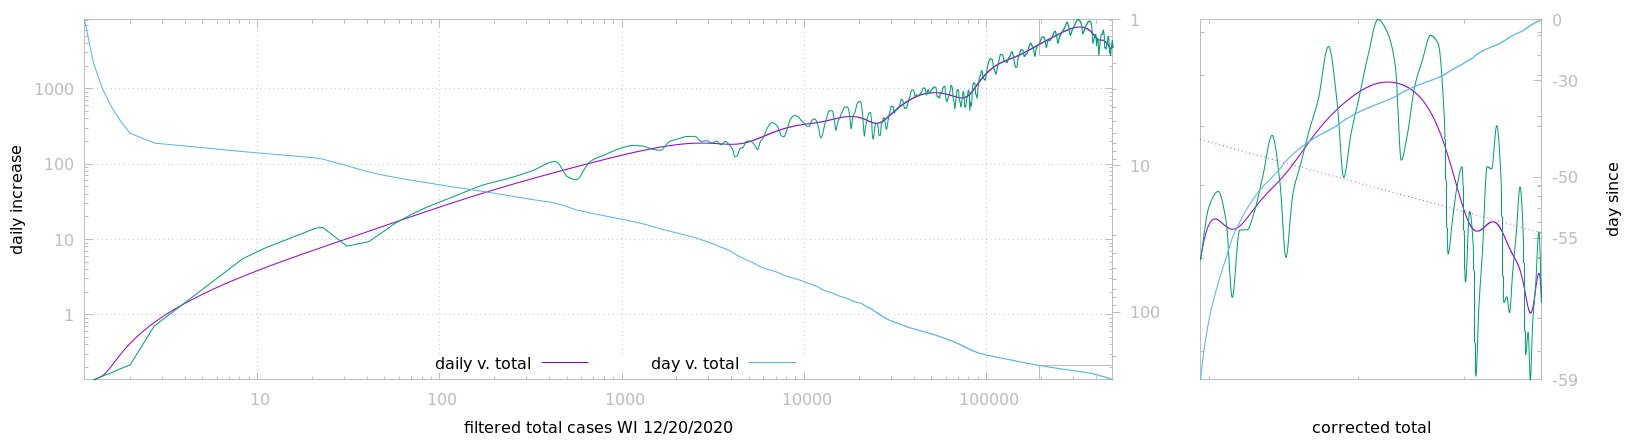 daily increase
1000
100
10
1
daily v. total
day v. total
10
100
1000
10000
100000
filtered total cases WI 12/20/2020
1
10
100
0
-30
-50
-55
-59
day since
corrected total